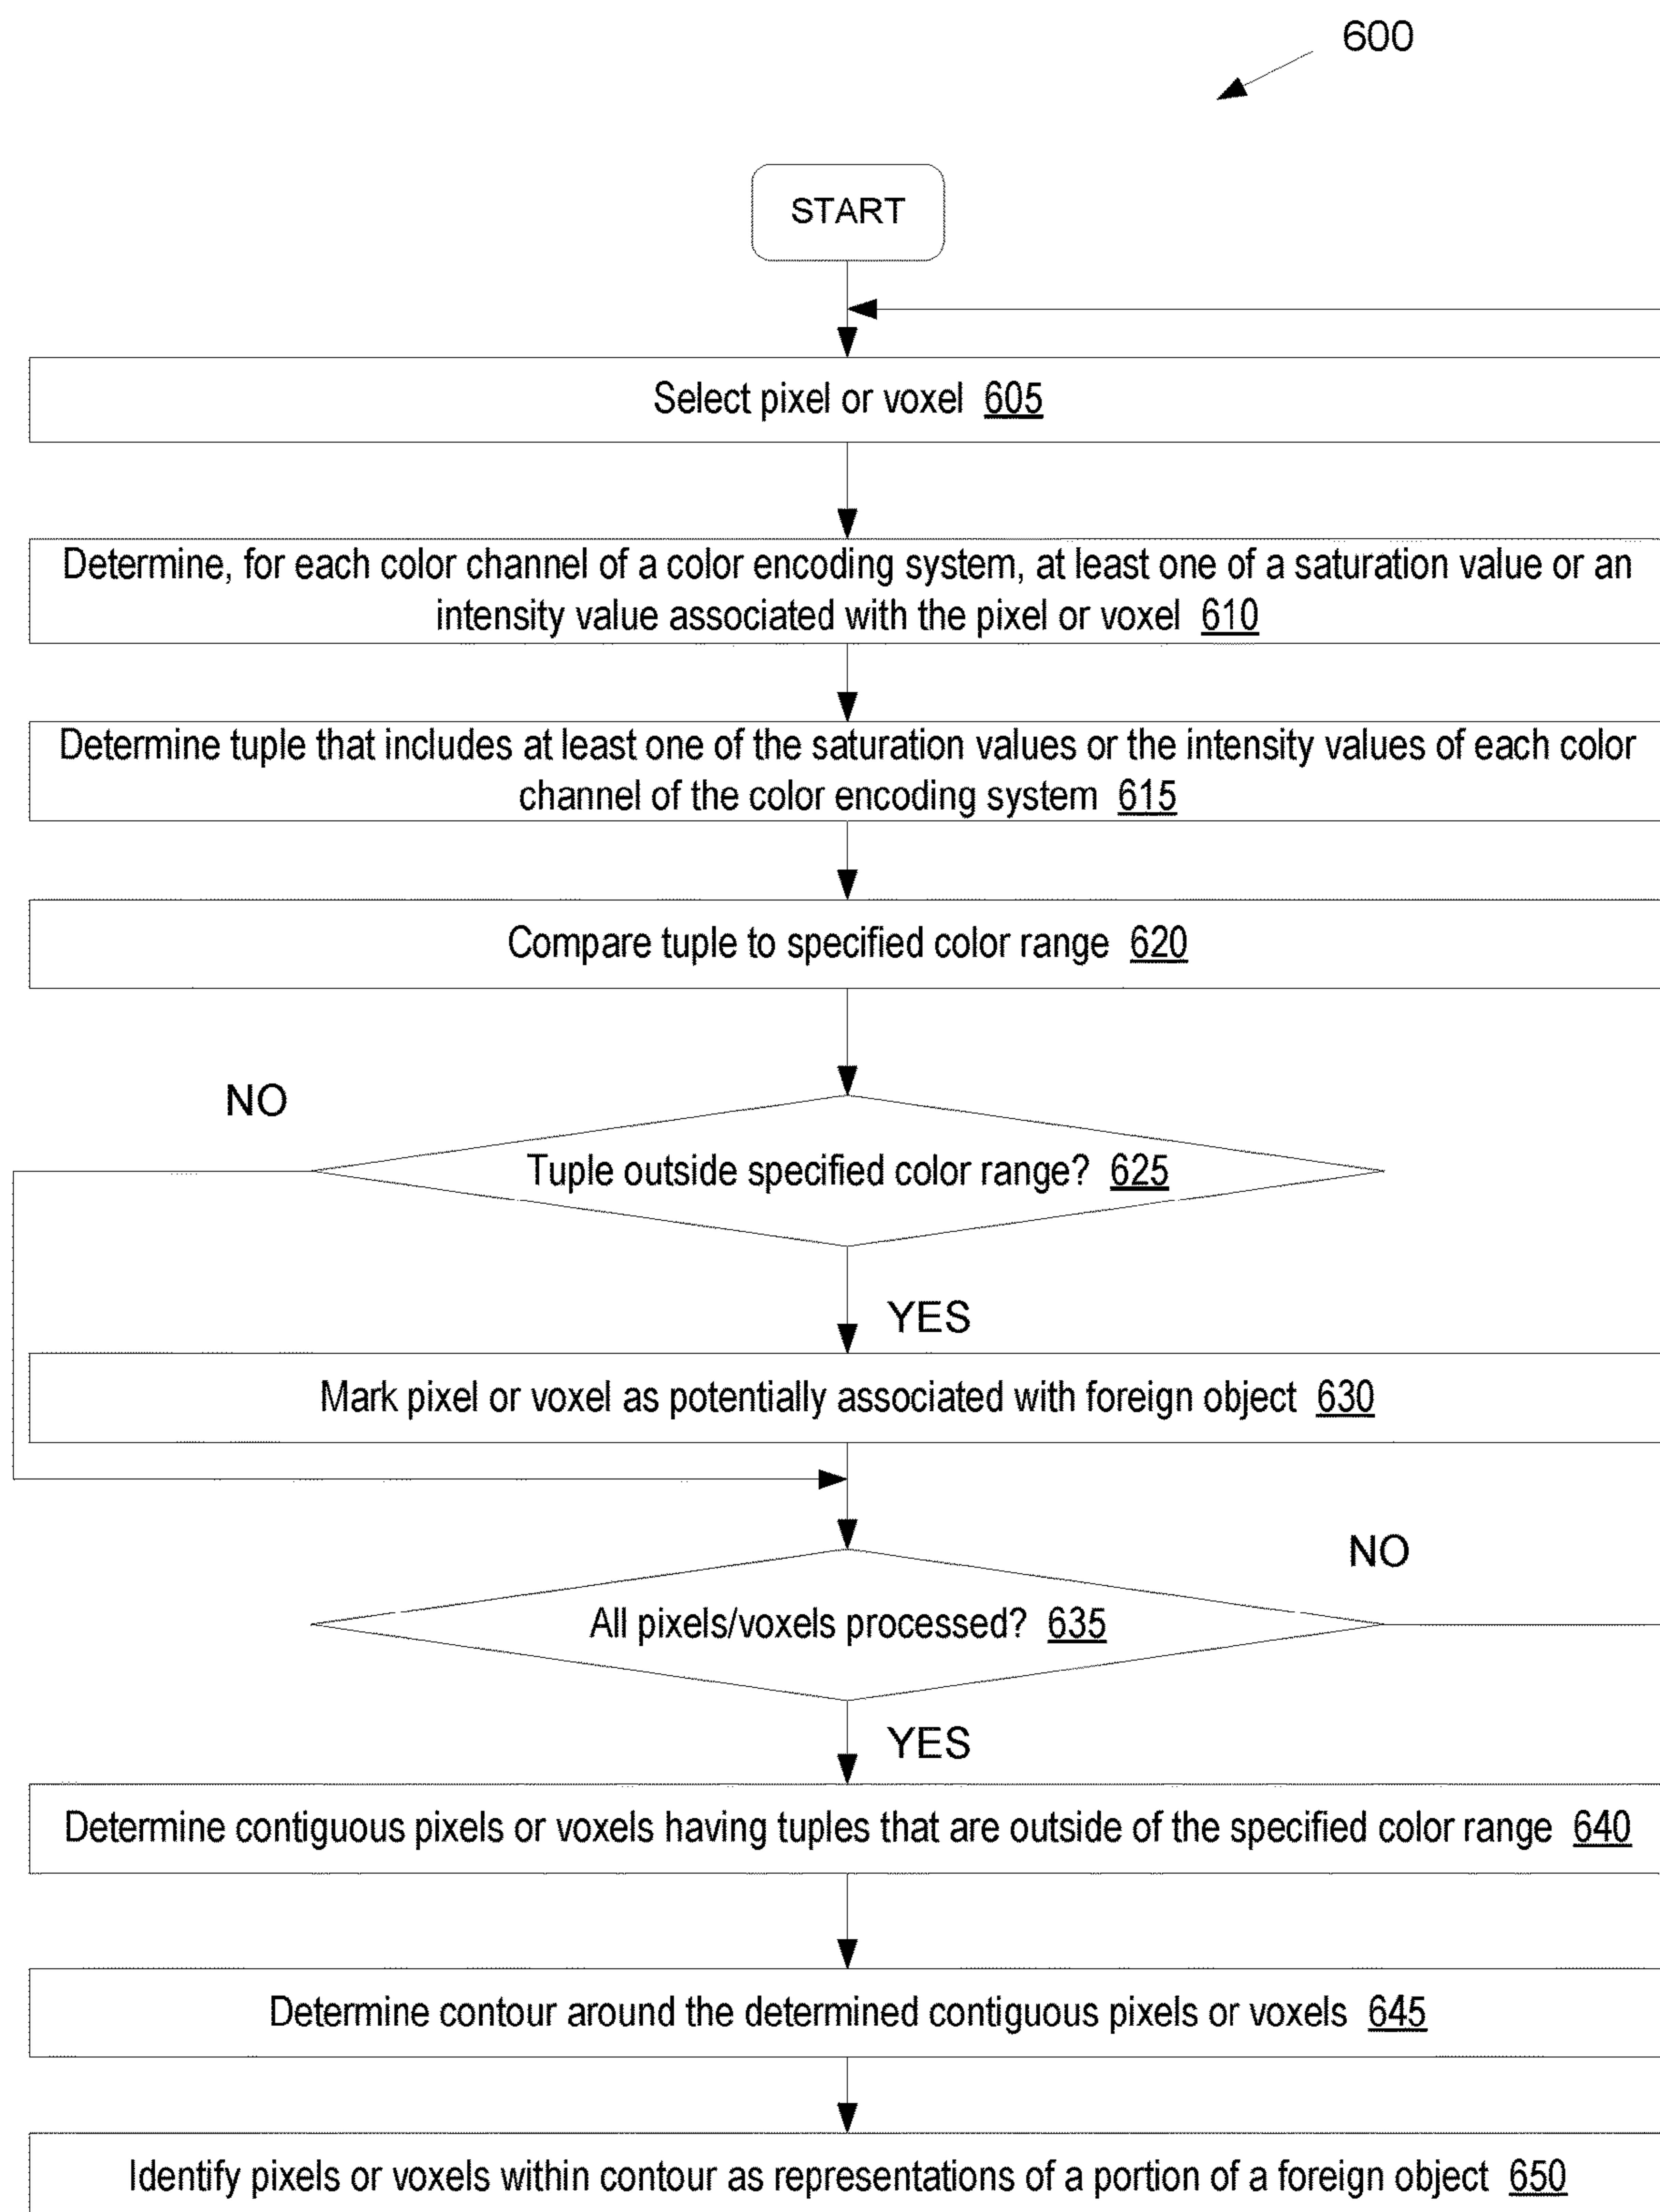 600
START
Select pixel or voxel 605
Determine, for each color channel of a color encoding system, at least one of a saturation value or an
intensity value associated with the pixel or voxel 610
Determine tuple that includes at least one of the saturation values or the intensity values of each color
channel of the color encoding system 615
Compare tuple to specified color range 620
NO
Tuple outside specified color range? 625
YES
Mark pixel or voxel as potentially associated with foreign object 630
NO
All pixels/voxels processed? 635
YES
Determine contiguous pixels or voxels having tuples that are outside of the specified color range 640
Determine contour around the determined contiguous pixels or voxels 645
Identify pixels or voxels within contour as representations of a portion of a foreign object 650